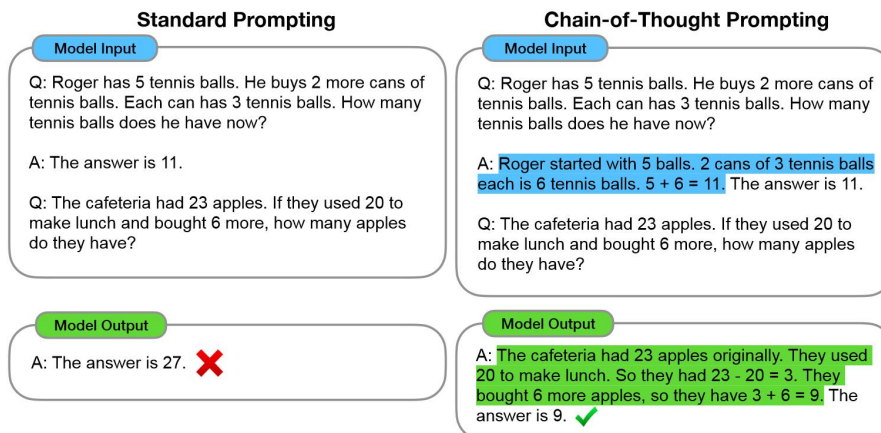 Standard Prompting
Model Input
Q: Roger has 5 tennis balls. He buys 2 more cans of
tennis balls. Each can has 3 tennis balls. How many
tennis balls does he have now?
A: The answer is 11.
Q: The cafeteria had 23 apples. If they used 20 to
make lunch and bought 6 more, how many apples
do they have?
Model Output
A: The answer is 27.
Chain-of-Thought Prompting
Model Input
Q: Roger has 5 tennis balls. He buys 2 more cans of
tennis balls. Each can has 3 tennis balls. How many
tennis balls does he have now?
A: Roger started with 5 balls. 2 cans of 3 tennis balls
each is 6 tennis balls. 5 + 6 = 11. The answer is 11.
Q: The cafeteria had 23 apples. If they used 20 to
make lunch and bought 6 more, how many apples
do they have?
Model Output
A: The cafeteria had 23 apples originally. They used
20 to make lunch. So they had 23 - 20 = 3. They
bought 6 more apples, so they have 3 + 6 = 9. The
answer is 9.